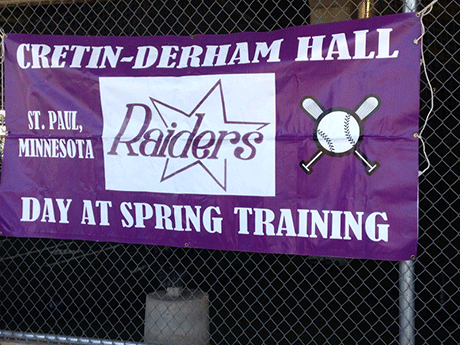 CRETIN-DERHAM HALL
ST. PAUL,
MINNESOTA
Raiders
DAY AT SPRING TRAINING